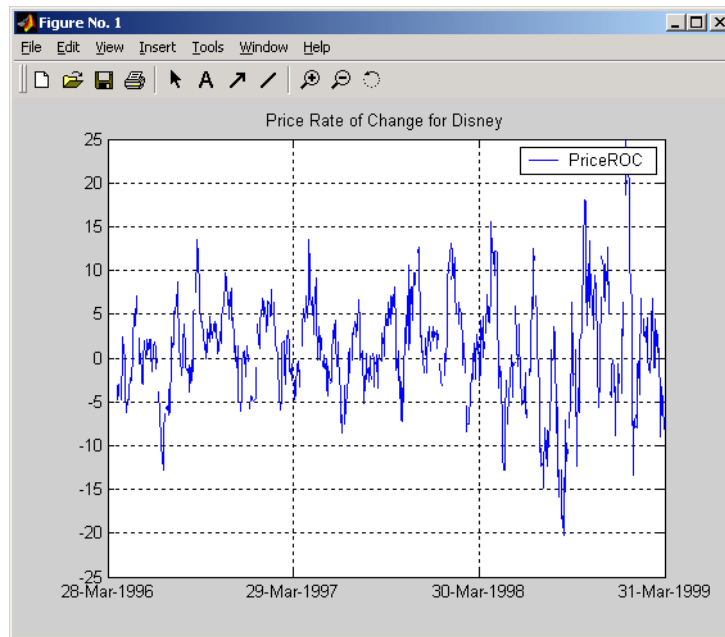 Figure No. 1
File Edit View Insert Tools Window Help
A
Price Rate of Change for Disney
PriceROC
25
20
15
10
5
0
-5
-10
-15
-20
-25
28-Mar-1996 29-Mar-1997 30-Mar-1998 31-Mar-1999